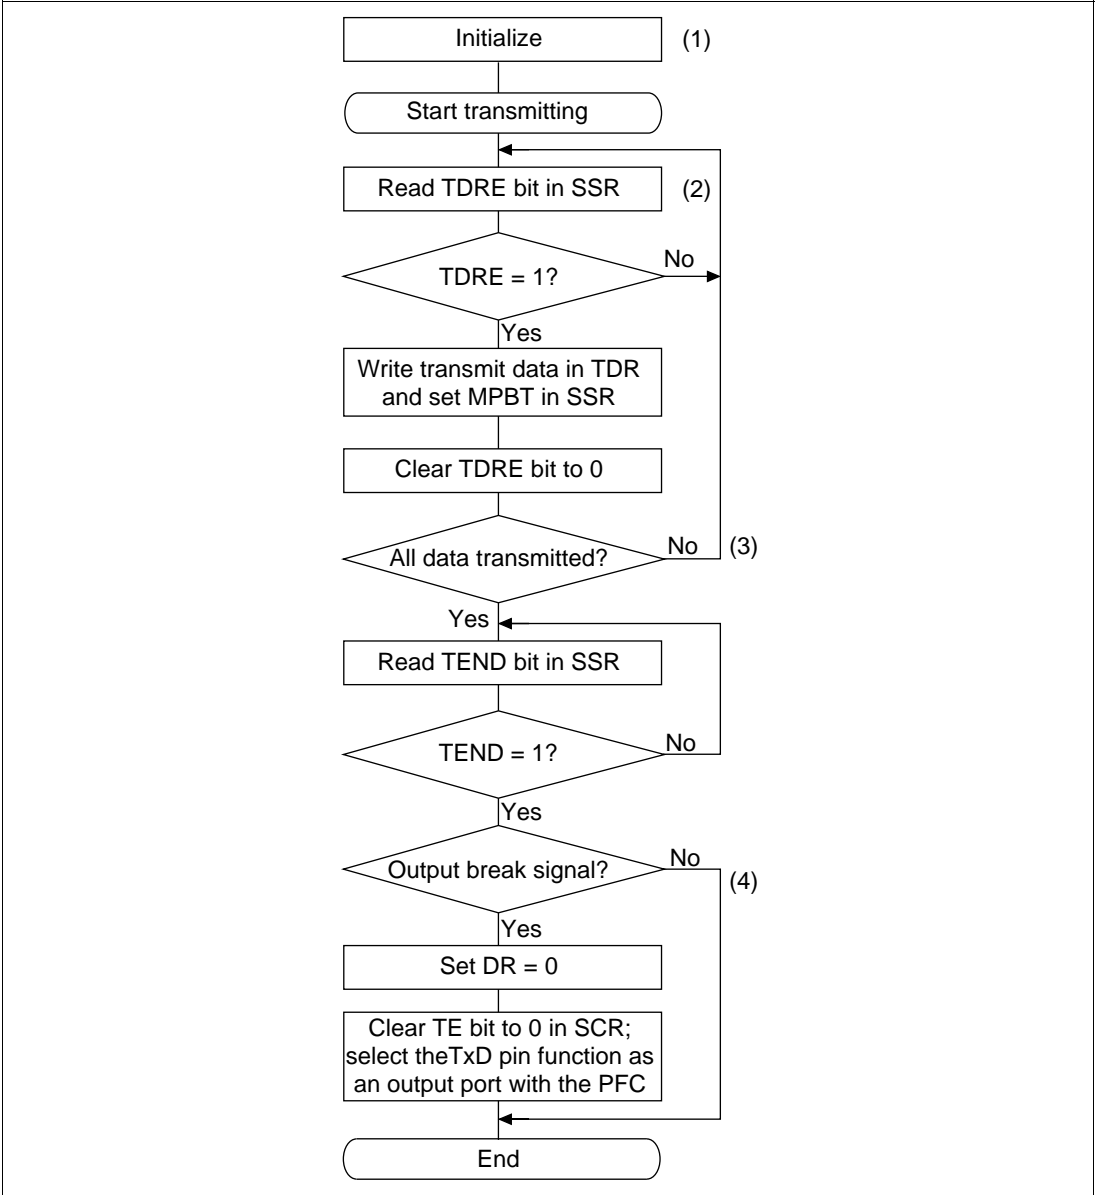 Initialize (1)
Start transmitting
Read TDRE bit in SSR (2)
TDRE = 1? No
Yes
Write transmit data in TDR
and set MPBT in SSR
Clear TDRE bit to 0
All data transmitted? No (3)
Yes
Read TEND bit in SSR
TEND = 1? No
Yes
Output break signal? No (4)
Yes
Set DR = 0
Clear TE bit to 0 in SCR;
select theTxD pin function as
an output port with the PFC
End